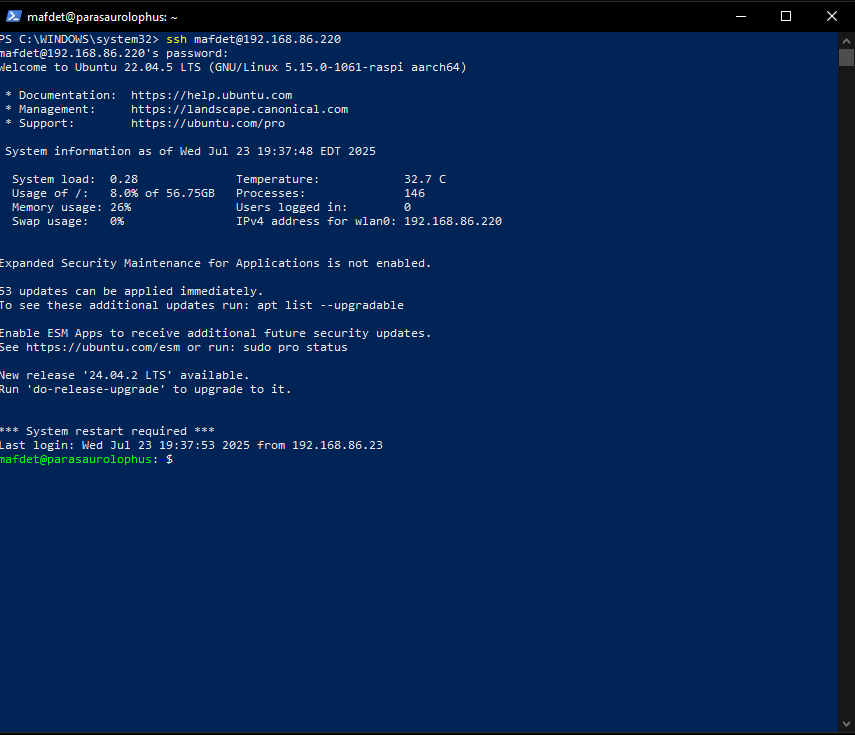 mafdet@parasaurolophus: ~
PS C:\WINDOWS\system32> ssh mafdet@192.168.86.220
mafdet@192.168.86.220's password:
Welcome to Ubuntu 22.04.5 LTS (GNU/Linux 5.15.0-1061-raspi aarch64)
* Documentation:  https://help.ubuntu.com
* Management:     https://landscape.canonical.com
* Support:        https://ubuntu.com/pro
System information as of Wed Jul 23 19:37:48 EDT 2025
System load:  0.28              Temperature:            32.7 C
Usage of /:   8.0% of 56.75GB   Processes:              146
Memory usage: 26%               Users logged in:        0
Swap usage:   0%                IPv4 address for wlan0: 192.168.86.220
Expanded Security Maintenance for Applications is not enabled.
53 updates can be applied immediately.
To see these additional updates run: apt list --upgradable
Enable ESM Apps to receive additional future security updates.
See https://ubuntu.com/esm or run: sudo pro status
New release '24.04.2 LTS' available.
Run 'do-release-upgrade' to upgrade to it.
*** System restart required ***
Last login: Wed Jul 23 19:37:53 2025 from 192.168.86.23
mafdet@parasaurolophus:~$